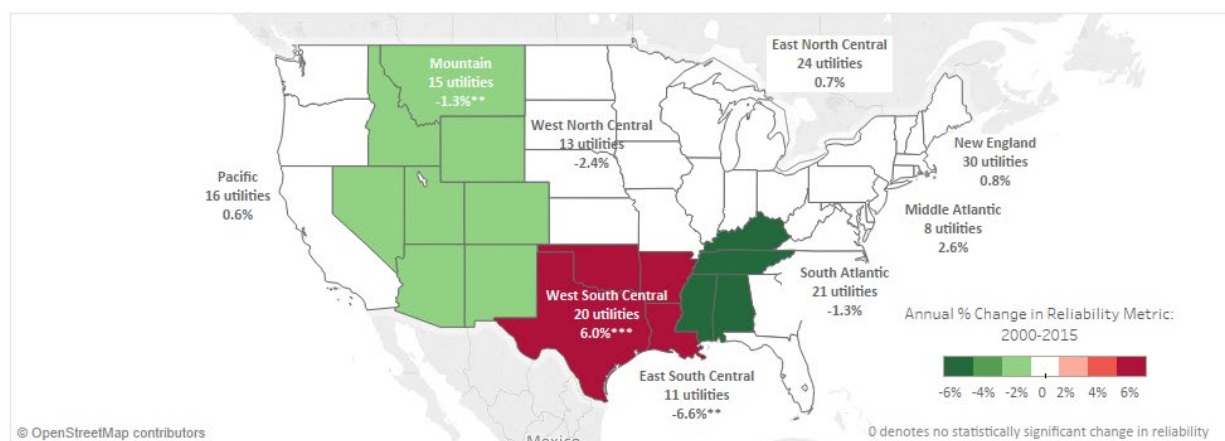 East North Central
24 utilities
0.7%
Mountain
15 utilities
-1.3%**
West North Central
13 utilities
-2.4%
New England
30 utilities
0.8%
Pacific
16 utilities
0.6%
Middle Atlantic
8 utilities
2.6%
South Atlantic
21 utilities
-1.3%
West South Central
20 utilities
6.0%***
East South Central
11 utilities
-6.6%**
Annual % Change in Reliability Metric:
2000-2015
-6% -4% -2% 0 2% 4% 6%
0 denotes no statistically significant change in reliability
© OpenStreetMap contributors
Mexico